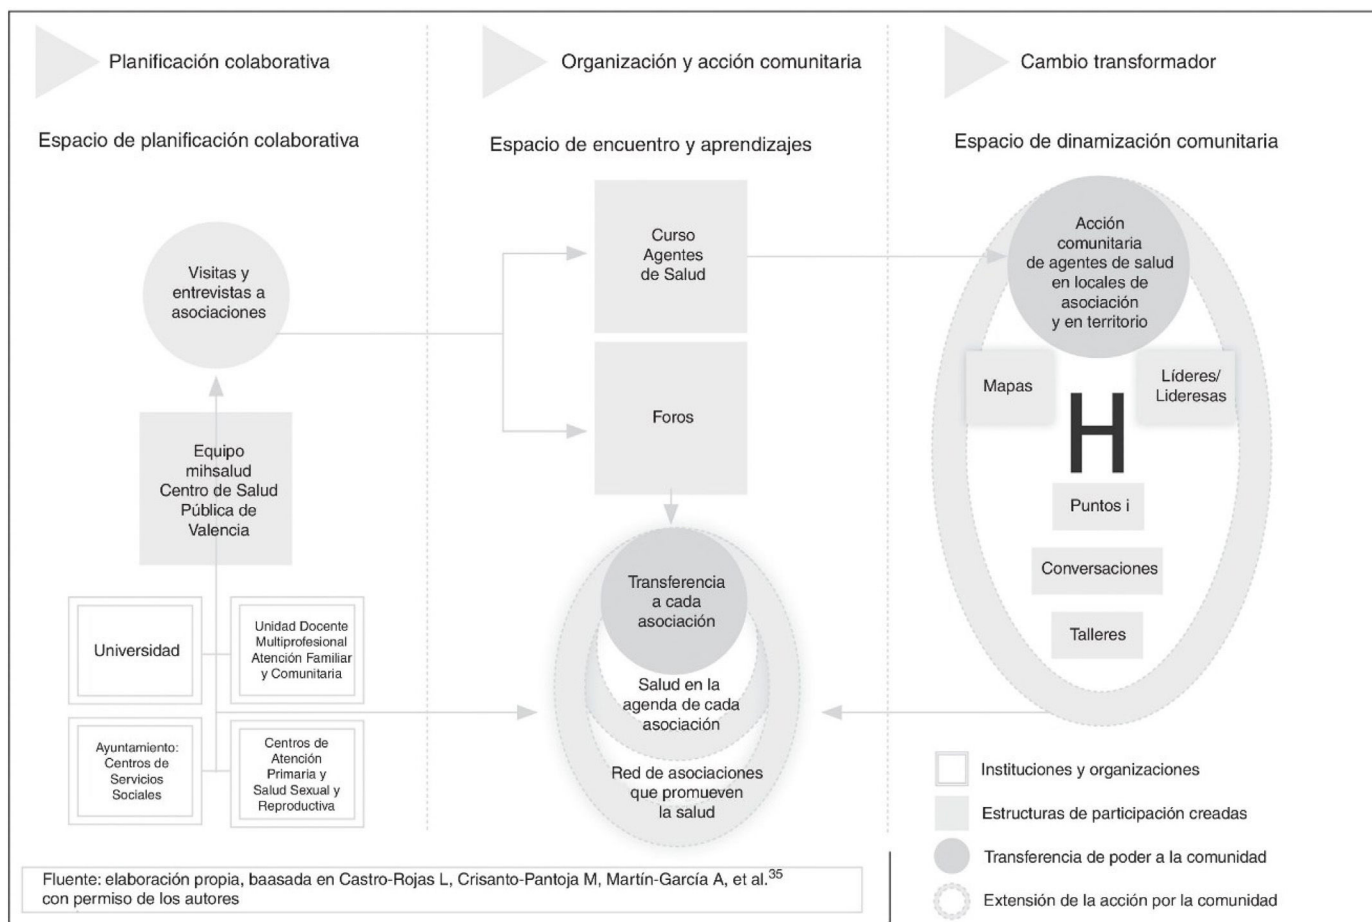 Planificación colaborativa
Espacio de planificación colaborativa
Visitas y
entrevistas a
asociaciones
Equipo
mihsalud
Centro de Salud
Pública de
Valencia
Universidad
Unidad Docente
Multiprofesional
Atención Familiar
y Comunitaria
Ayuntamiento:
Centros de
Servicios
Sociales
Centros de
Atención
Primaria y
Salud Sexual y
Reproductiva
Organización y acción comunitaria
Espacio de encuentro y aprendizajes
Curso
Agentes
de Salud
Foros
Transferencia
a cada
asociación
Salud en la
agenda de cada
asociación
Red de asociaciones
que promueven
la salud
Cambio transformador
Espacio de dinamización comunitaria
Acción
comunitaria
de agentes de salud
en locales de
asociación
y en territorio
Mapas
Líderes/
Lideresas
H
Puntos i
Conversaciones
Talleres
Instituciones y organizaciones
Estructuras de participación creadas
Transferencia de poder a la comunidad
Extensión de la acción por la comunidad
Fluente: elaboración propia, baasada en Castro-Rojas L, Crisanto-Pantoja M, Martín-García A, et al.35
con permiso de los autores